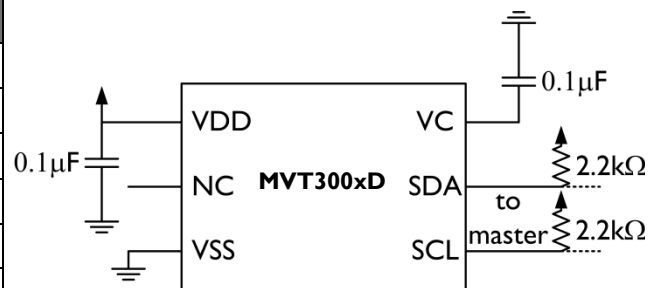 0.1μF
VDD VC
0.1μF
NC MVT300xD SDA
2.2kΩ
to
master
VSS SCL
2.2kΩ